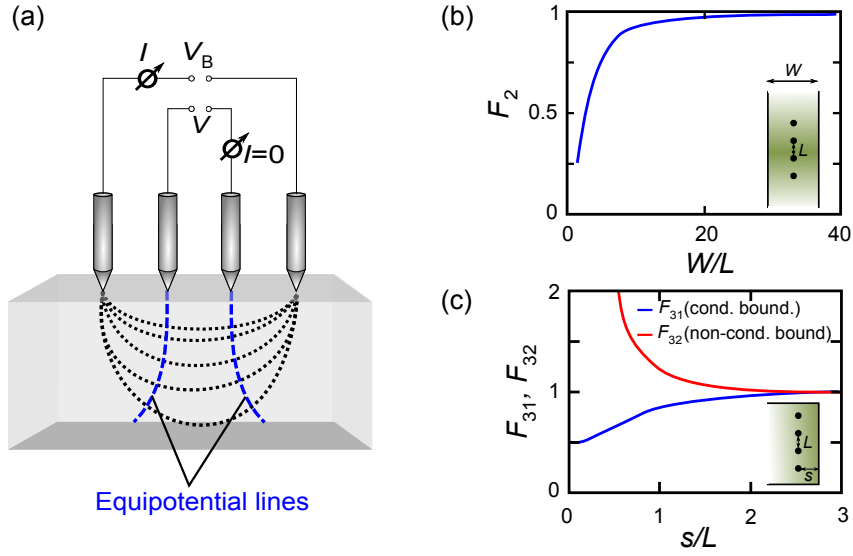 (a)
I
V_B
V
I=0
Equipotential lines
(b)
F_2
1
0.5
0
0
20
40
W/L
W
L
(c)
F_31, F_32
2
1
0
0
1
2
3
s/L
F_31(cond. bound.)
F_32(non-cond. bound)
L
s